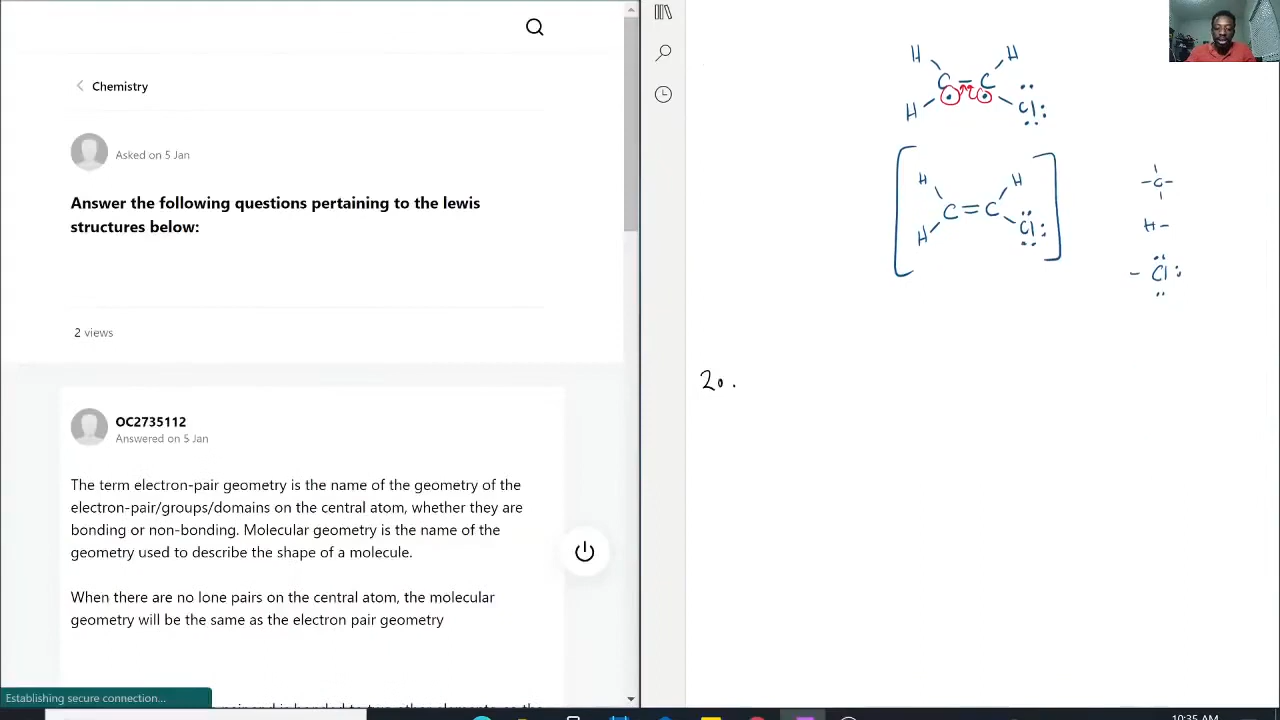 Chemistry
Asked on 5 Jan
Answer the following questions pertaining to the lewis
structures below:
2 views
OC2735112
Answered on 5 Jan
The term electron-pair geometry is the name of the geometry of the
electron-pair/groups/domains on the central atom, whether they are
bonding or non-bonding. Molecular geometry is the name of the
geometry used to describe the shape of a molecule.
When there are no lone pairs on the central atom, the molecular
geometry will be the same as the electron pair geometry
Establishing secure connection...
H H
C = C
H Cl
H H
C = C
H Cl
C
H
Cl
20.
10:35 AM